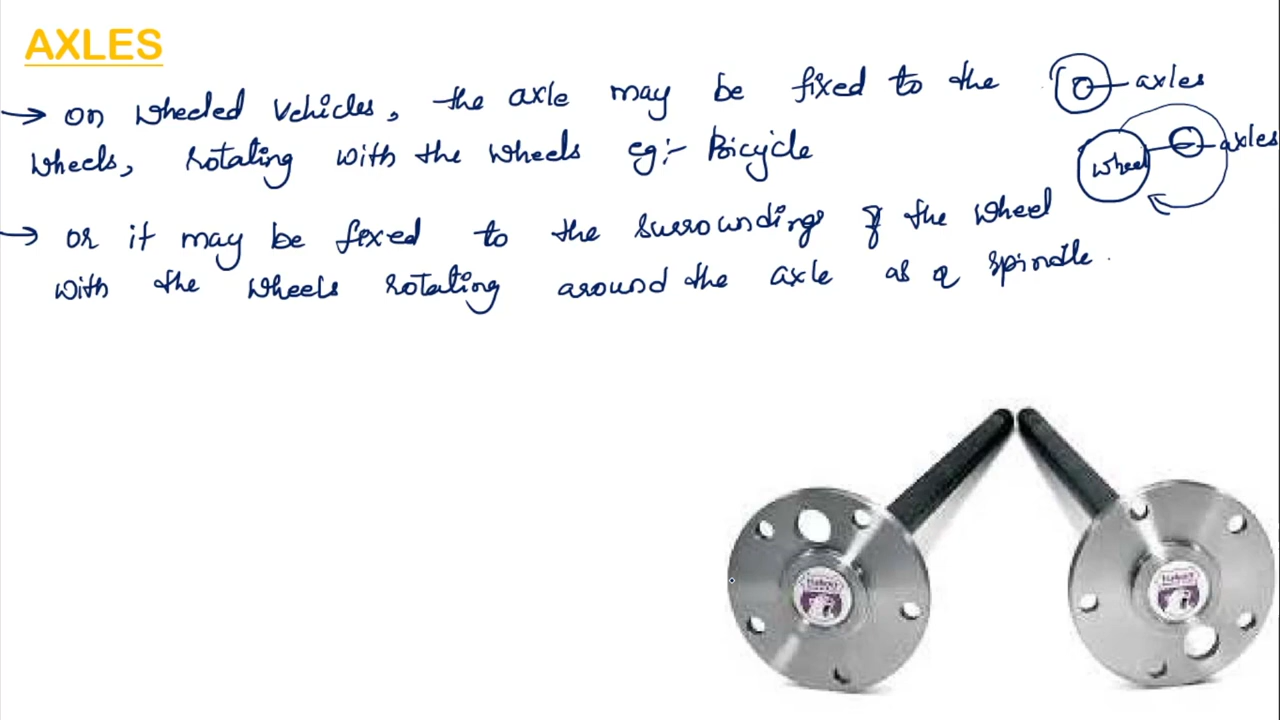 AXLES
→ on wheeled vehicles, the axle may be fixed to the
axles
wheels, rotating with the wheels eg:- Bicycle
wheel
axles
→ or it may be fixed to the surroundings of the wheel
with the wheels rotating around the axle as a spindle.